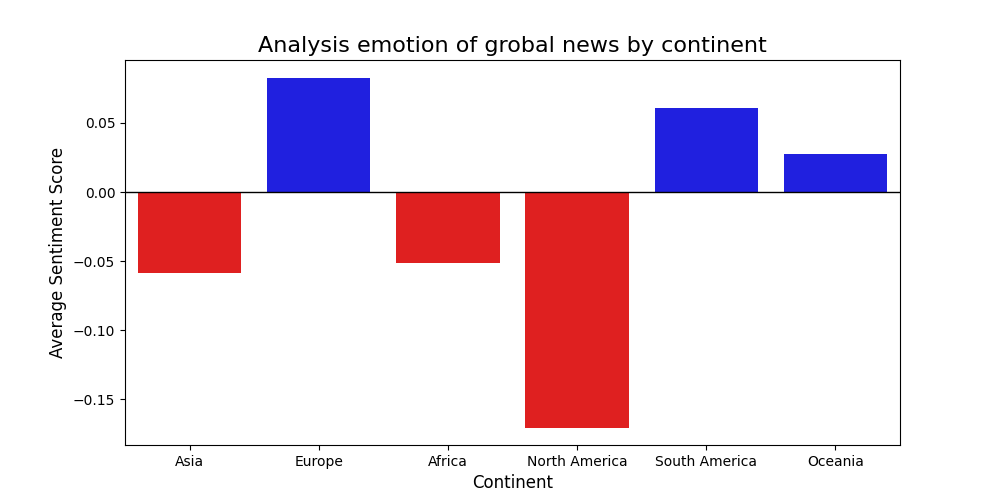 Analysis emotion of grobal news by continent
Average Sentiment Score
0.05
0.00
−0.05
−0.10
−0.15
Asia
Europe
Africa
North America
South America
Oceania
Continent